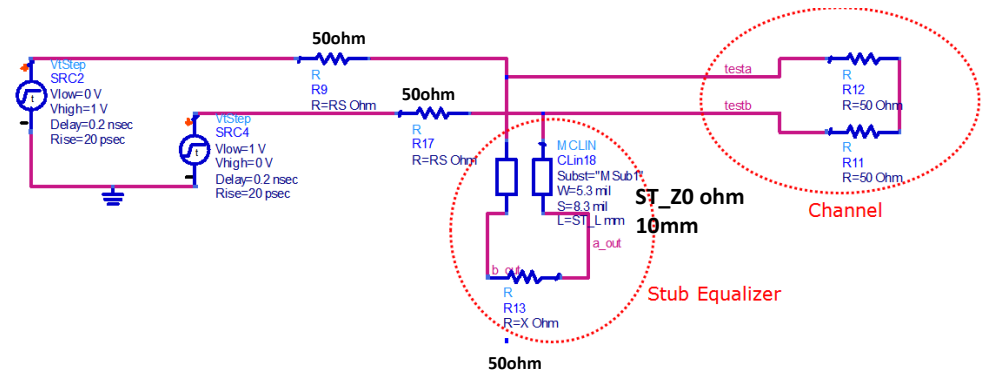 50ohm
R
R9
R=RS Ohm
VtStep
SRC2
Vlow=0 V
Vhigh=1 V
Delay=0.2 nsec
Rise=20 psec
50ohm
R
R17
R=RS Ohm
VtStep
SRC4
Vlow=1 V
Vhigh=0 V
Delay=0.2 nsec
Rise=20 psec
testa
R
R12
R=50 Ohm
testb
R
R11
R=50 Ohm
Channel
MCLIN
CLin18
Subst="MSub1"
W=5.3 mil
S=8.3 mil
L=ST_L mm
ST_Z0 ohm
10mm
a_out
b_out
R
R13
R=X Ohm
Stub Equalizer
50ohm